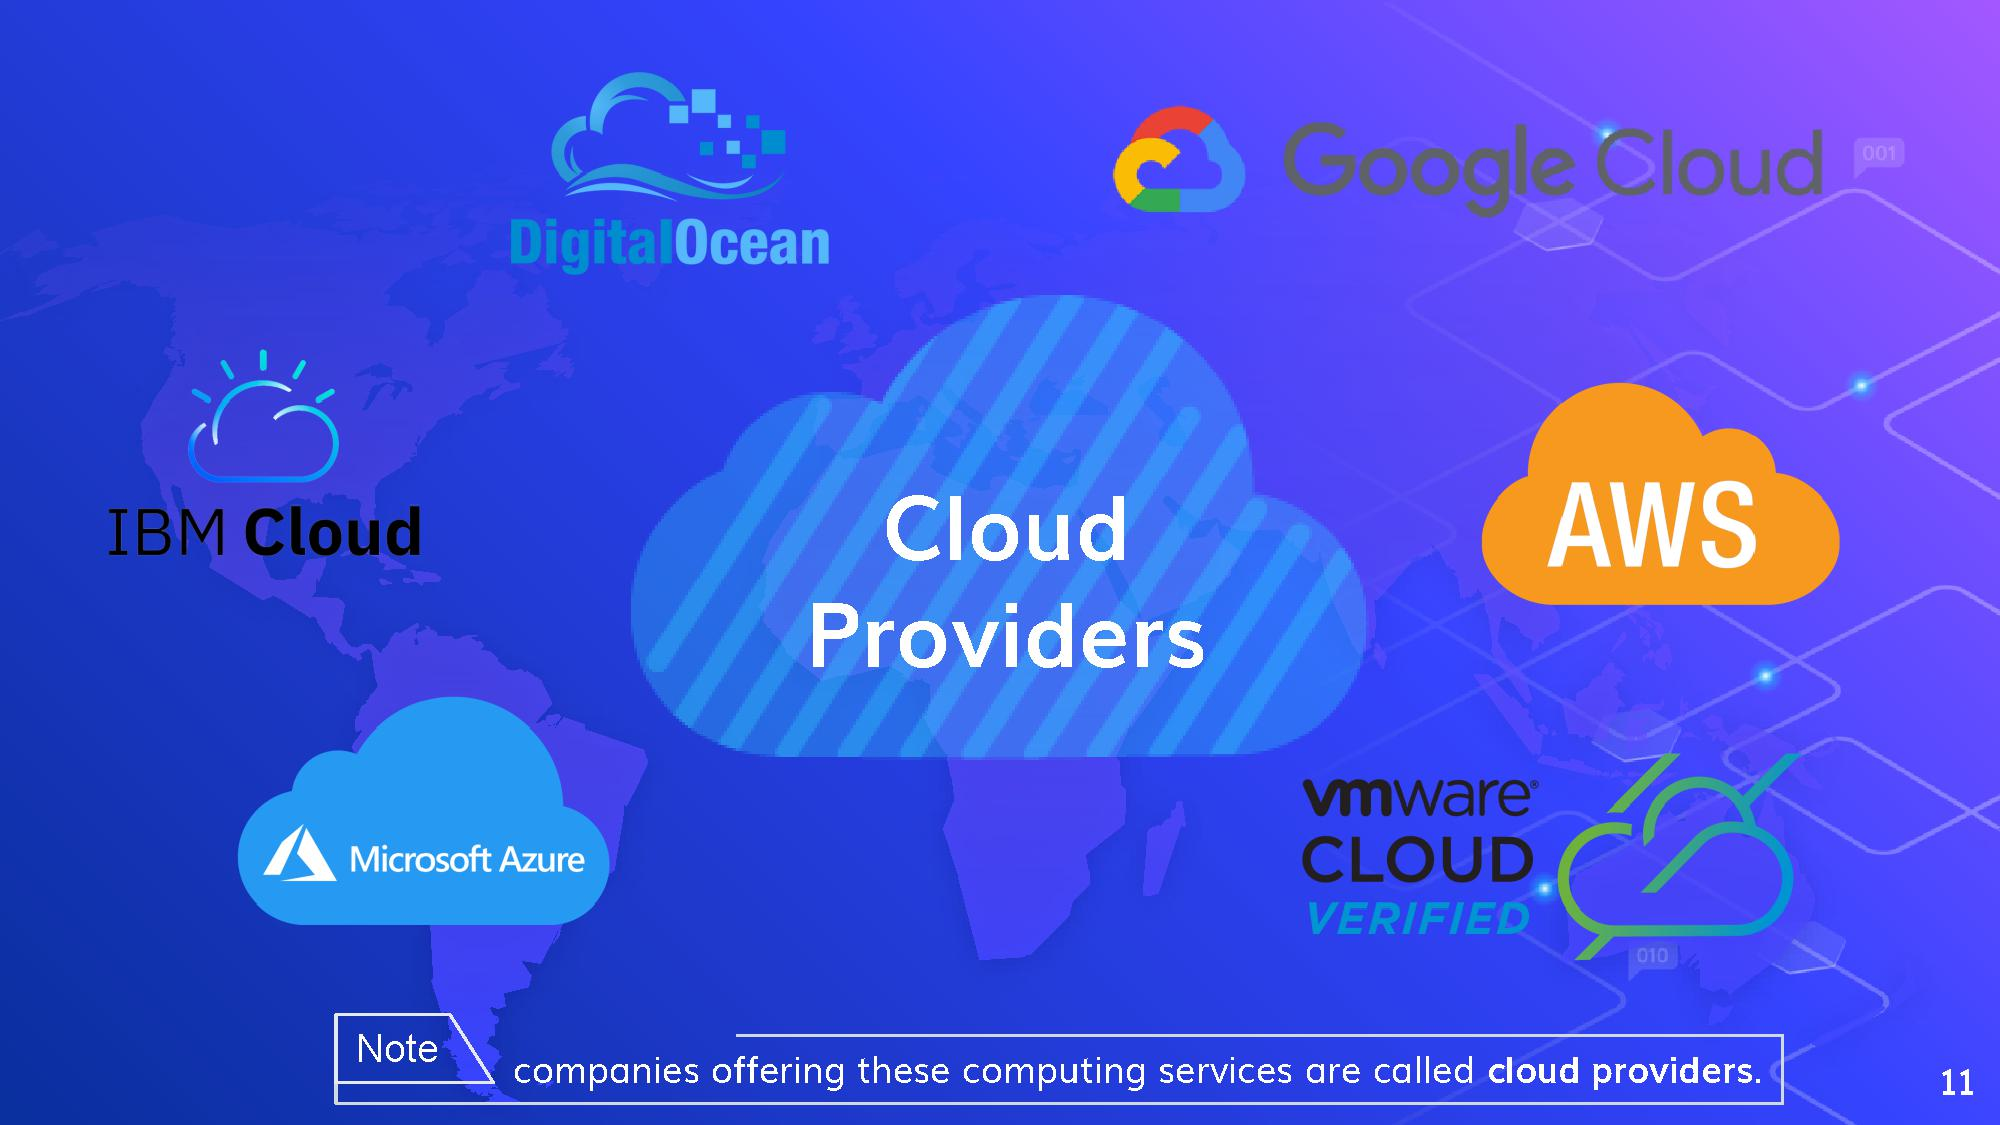 DigitalOcean
Google Cloud
001
IBM Cloud
AWS
Cloud
Providers
Microsoft Azure
vmware®
CLOUD
VERIFIED
010
Note
companies offering these computing services are called cloud providers.
11